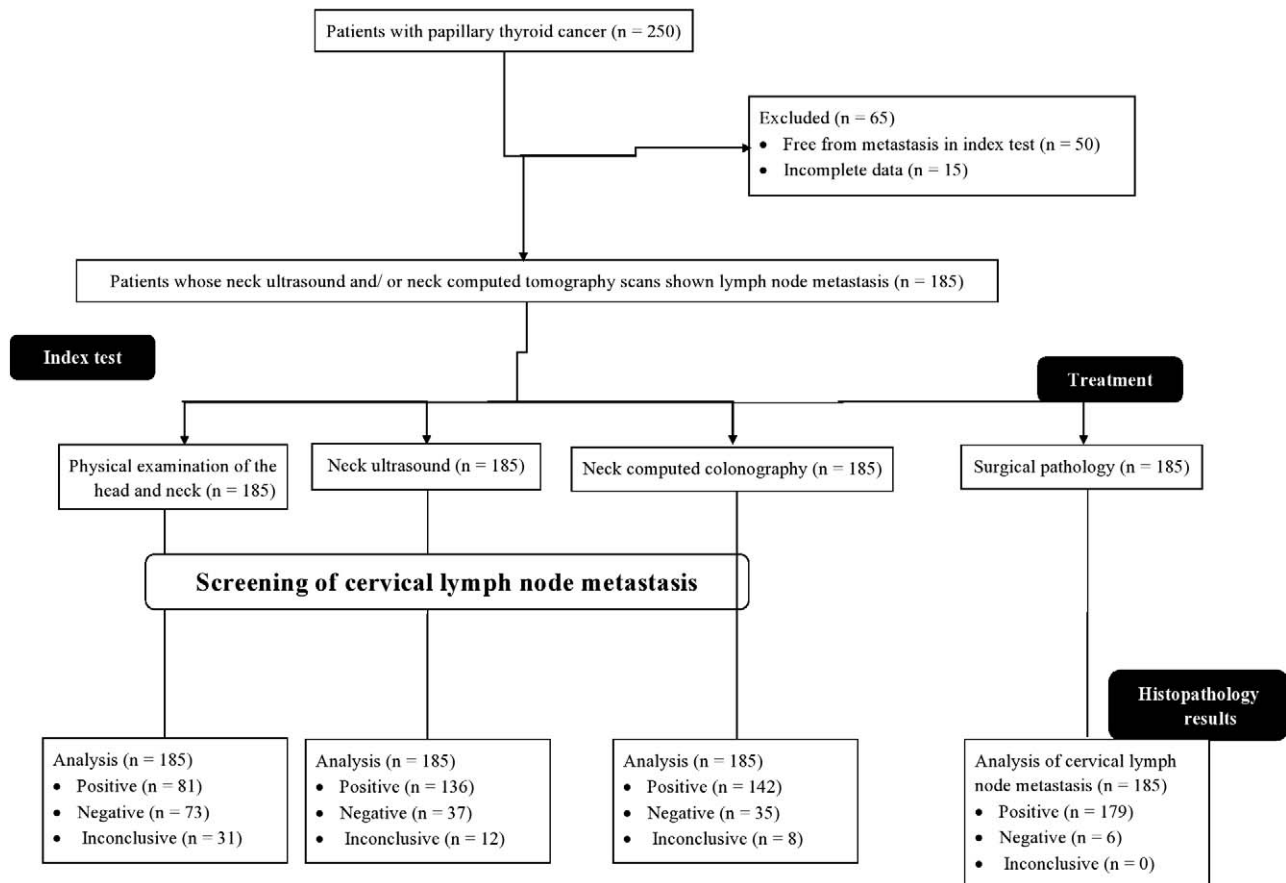 Patients with papillary thyroid cancer (n = 250)
Excluded (n = 65)
• Free from metastasis in index test (n = 50)
• Incomplete data (n = 15)
Patients whose neck ultrasound and/ or neck computed tomography scans shown lymph node metastasis (n = 185)
Index test
Treatment
Physical examination of the
head and neck (n = 185)
Neck ultrasound (n = 185)
Neck computed colonography (n = 185)
Surgical pathology (n = 185)
Screening of cervical lymph node metastasis
Histopathology
results
Analysis (n = 185)
• Positive (n = 81)
• Negative (n = 73)
• Inconclusive (n = 31)
Analysis (n = 185)
• Positive (n = 136)
• Negative (n = 37)
• Inconclusive (n = 12)
Analysis (n = 185)
• Positive (n = 142)
• Negative (n = 35)
• Inconclusive (n = 8)
Analysis of cervical lymph
node metastasis (n = 185)
• Positive (n = 179)
• Negative (n = 6)
• Inconclusive (n = 0)